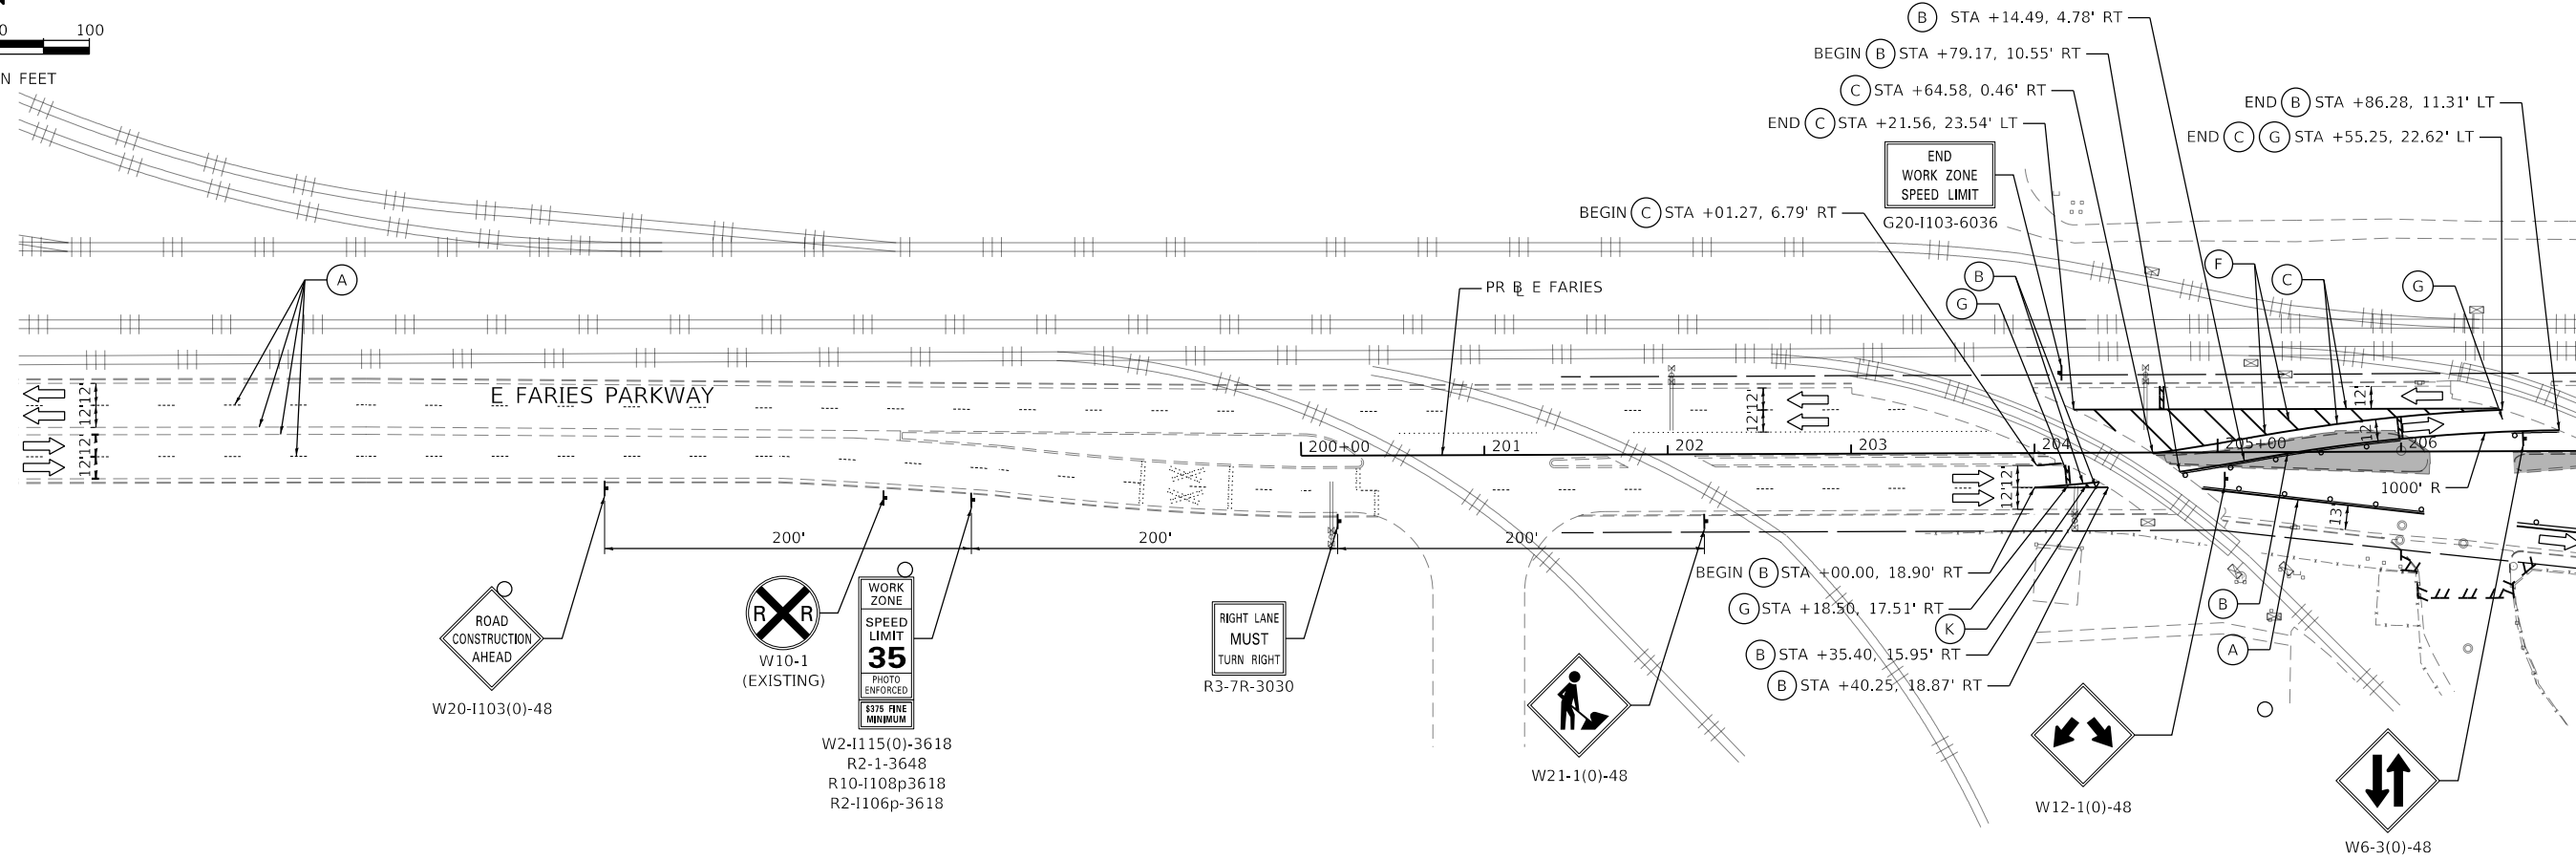 100
N FEET
B STA +14.49, 4.78' RT
BEGIN B STA +79.17, 10.55' RT
C STA +64.58, 0.46' RT
END C STA +21.56, 23.54' LT
END B STA +86.28, 11.31' LT
END C G STA +55.25, 22.62' LT
END
WORK ZONE
SPEED LIMIT
G20-I103-6036
BEGIN C STA +01.27, 6.79' RT
A
B
G
F
C
G
PR BL E FARIES
E FARIES PARKWAY
12' 12'
12' 12'
12' 12'
12' 12'
12'
12'
200+00
201
202
203
204
205+00
206
1000' R
13'
200'
200'
200'
ROAD
CONSTRUCTION
AHEAD
W20-I103(0)-48
R R
W10-1
(EXISTING)
WORK
ZONE
SPEED
LIMIT
35
PHOTO
ENFORCED
$375 FINE
MINIMUM
W2-I115(0)-3618
R2-1-3648
R10-I108p3618
R2-I106p-3618
RIGHT LANE
MUST
TURN RIGHT
R3-7R-3030
W21-1(0)-48
BEGIN B STA +00.00, 18.90' RT
G STA +18.50, 17.51' RT
K
B STA +35.40, 15.95' RT
B STA +40.25, 18.87' RT
B
A
W12-1(0)-48
W6-3(0)-48